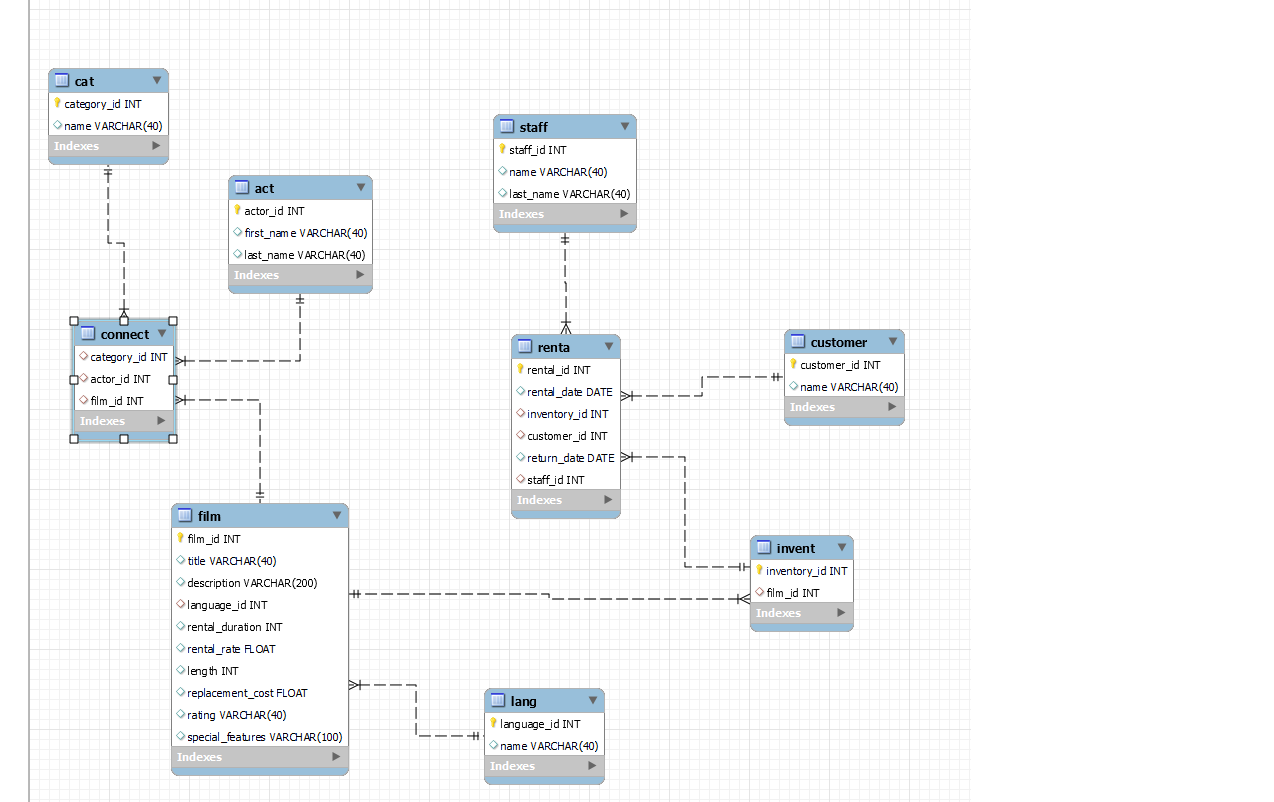 cat
category_id INT
name VARCHAR(40)
Indexes
act
actor_id INT
first_name VARCHAR(40)
last_name VARCHAR(40)
Indexes
staff
staff_id INT
name VARCHAR(40)
last_name VARCHAR(40)
Indexes
connect
category_id INT
actor_id INT
film_id INT
Indexes
renta
rental_id INT
rental_date DATE
inventory_id INT
customer_id INT
return_date DATE
staff_id INT
Indexes
customer
customer_id INT
name VARCHAR(40)
Indexes
film
film_id INT
title VARCHAR(40)
description VARCHAR(200)
language_id INT
rental_duration INT
rental_rate FLOAT
length INT
replacement_cost FLOAT
rating VARCHAR(40)
special_features VARCHAR(100)
Indexes
invent
inventory_id INT
film_id INT
Indexes
lang
language_id INT
name VARCHAR(40)
Indexes